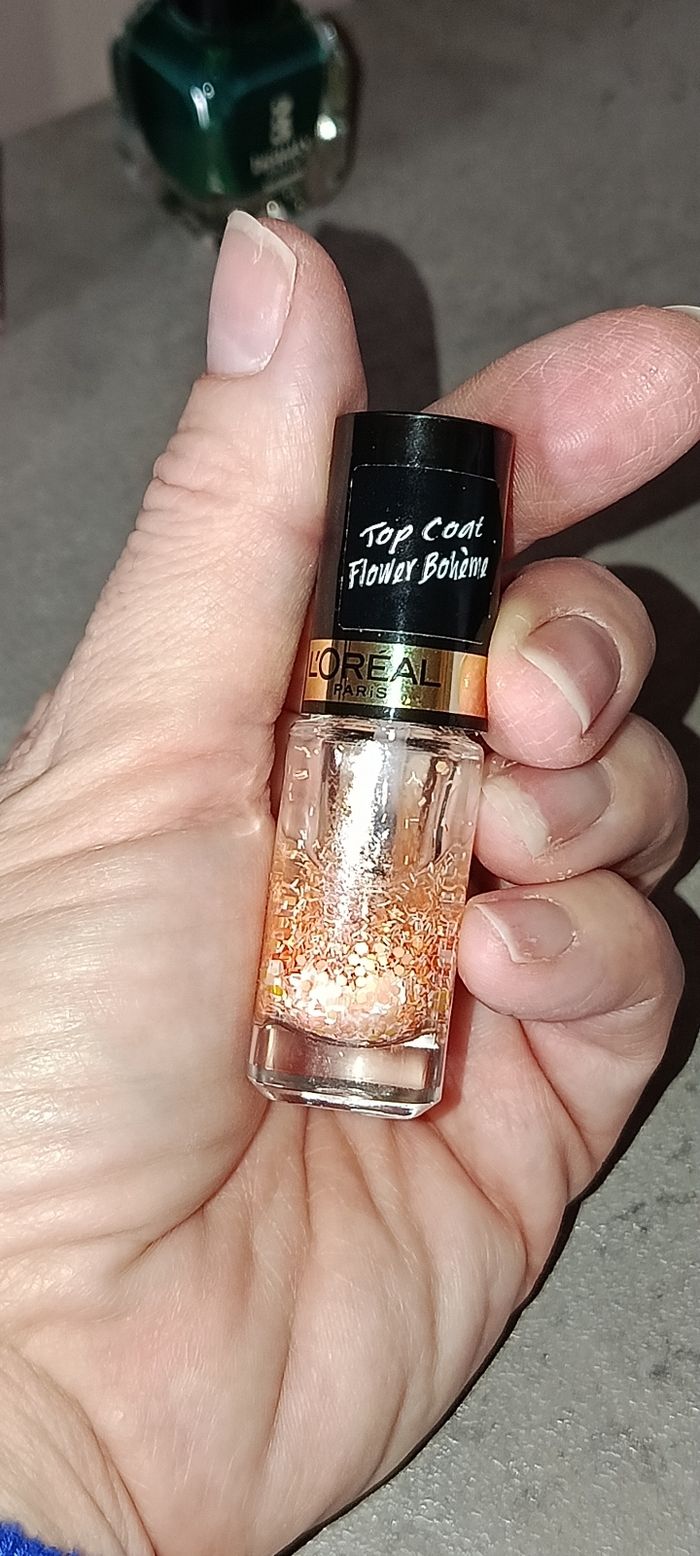 Top Coat
Flower Bohème
L'ORÉAL
PARiS